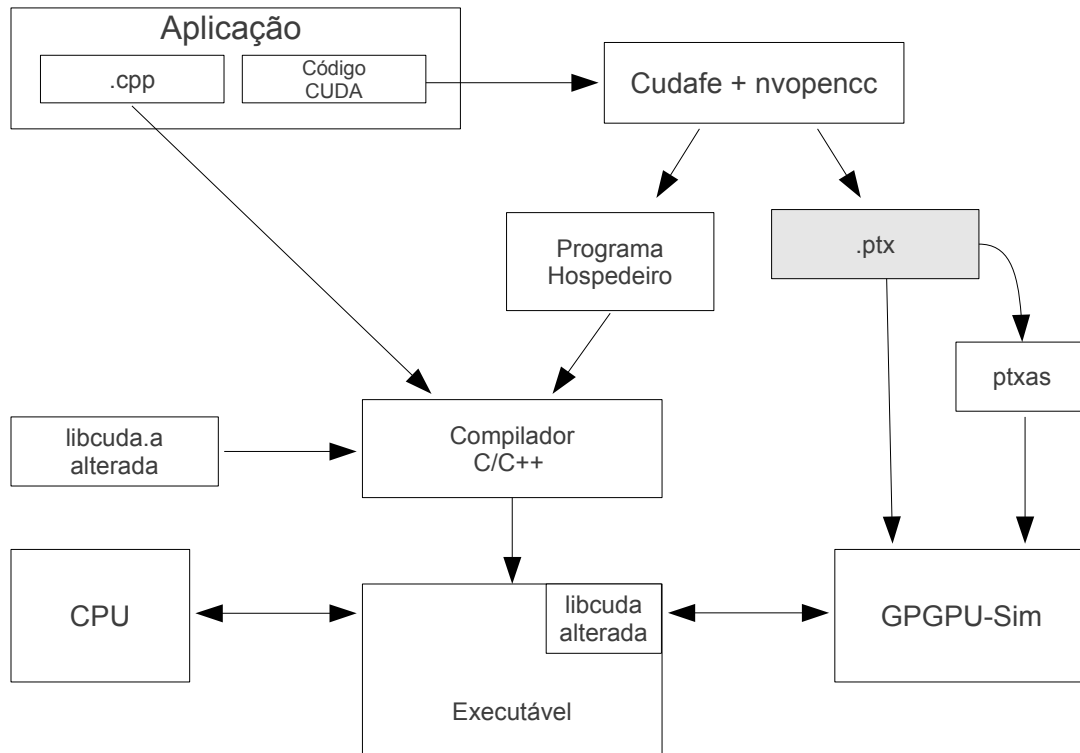 Aplicação
.cpp
Código
CUDA
Cudafe + nvopencc
Programa
Hospedeiro
.ptx
ptxas
libcuda.a
alterada
Compilador
C/C++
CPU
libcuda
alterada
GPGPU-Sim
Executável